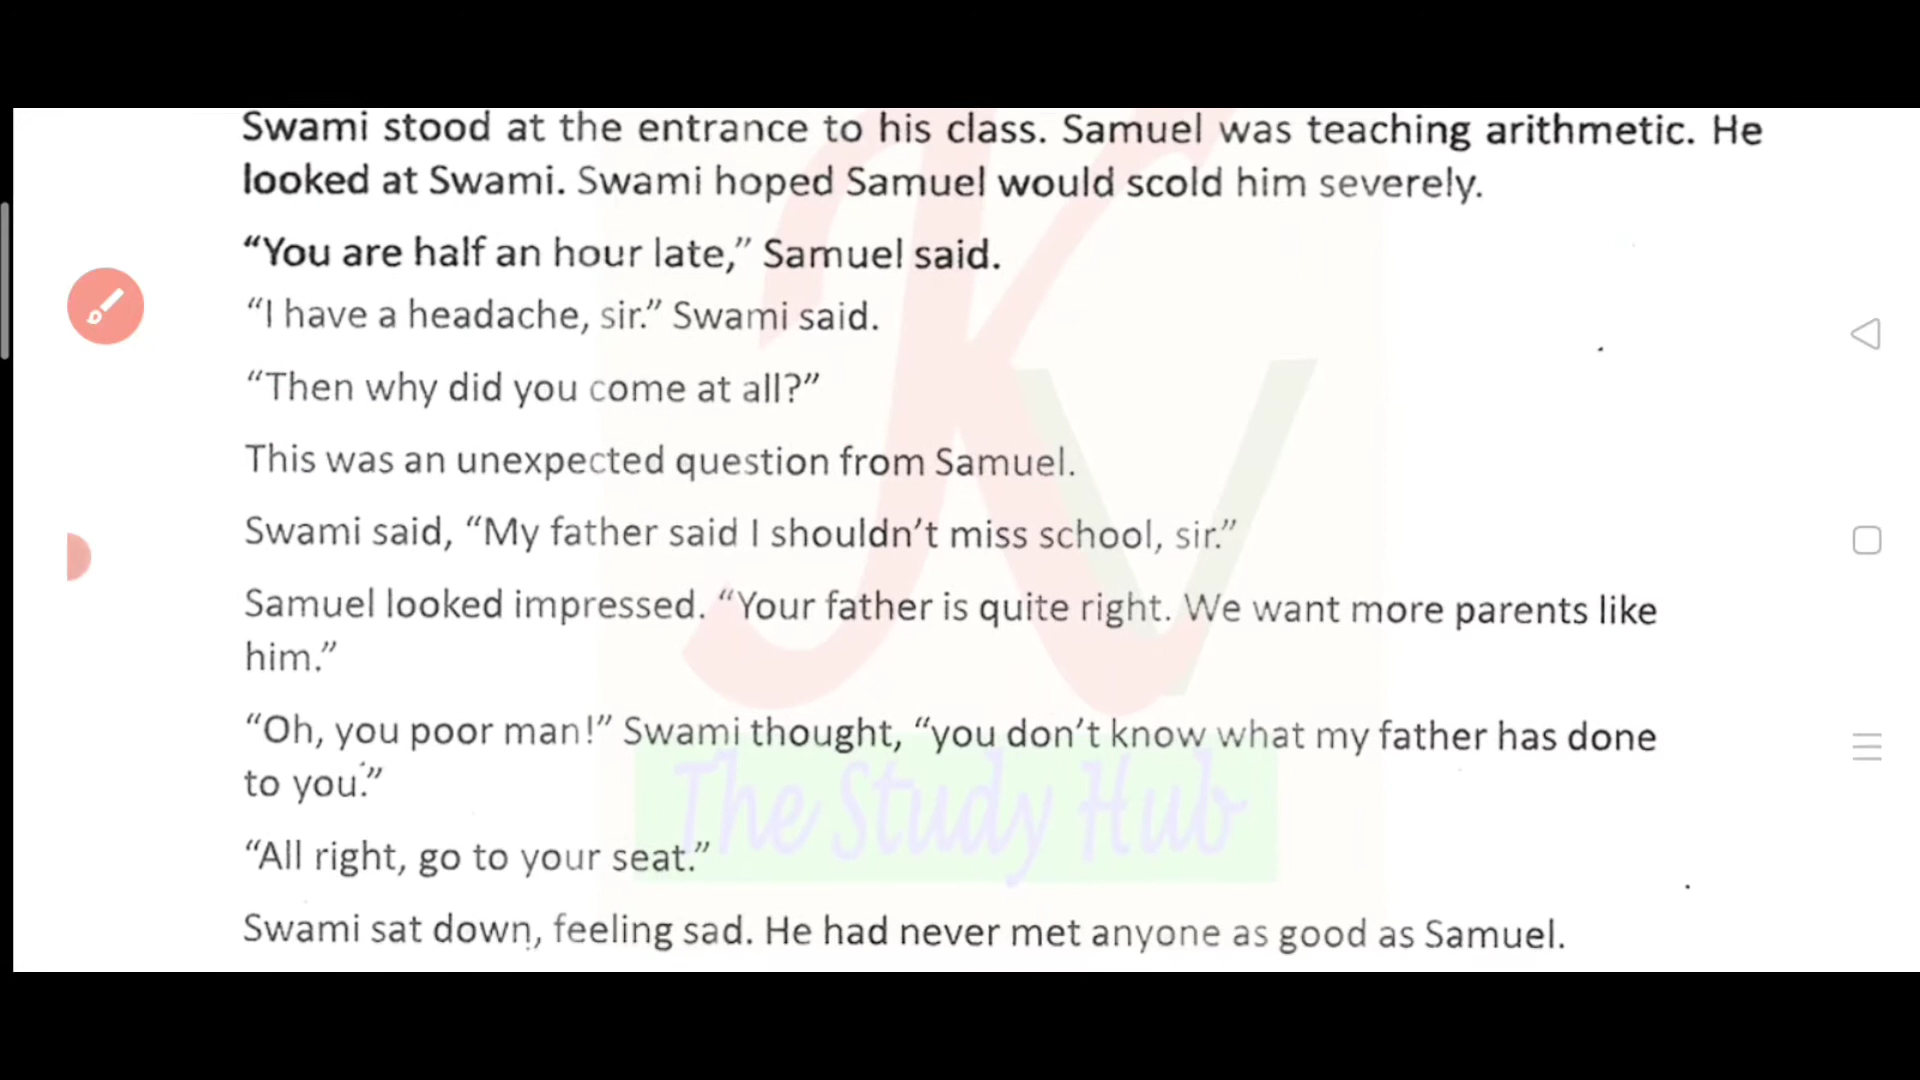 Swami stood at the entrance to his class. Samuel was teaching arithmetic. He
looked at Swami. Swami hoped Samuel would scold him severely.
“You are half an hour late,” Samuel said.
“I have a headache, sir.” Swami said.
“Then why did you come at all?”
This was an unexpected question from Samuel.
Swami said, “My father said I shouldn’t miss school, sir.”
Samuel looked impressed. “Your father is quite right. We want more parents like
him.”
“Oh, you poor man!” Swami thought, “you don’t know what my father has done
to you.”
“All right, go to your seat.”
Swami sat down, feeling sad. He had never met anyone as good as Samuel.
KV
The Study Hub